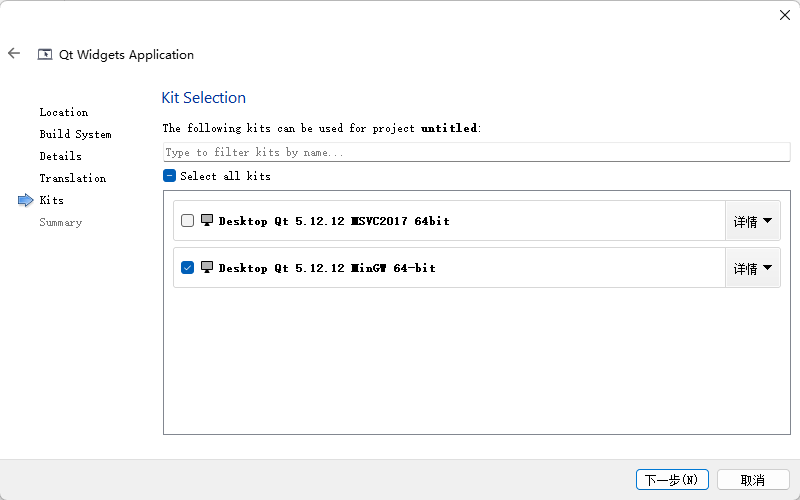 Qt Widgets Application
Location
Build System
Details
Translation
Kits
Summary
Kit Selection
The following kits can be used for project untitled:
Type to filter kits by name...
Select all kits
Desktop Qt 5.12.12 MSVC2017 64bit
详情
Desktop Qt 5.12.12 MinGW 64-bit
详情
下一步(N)
取消